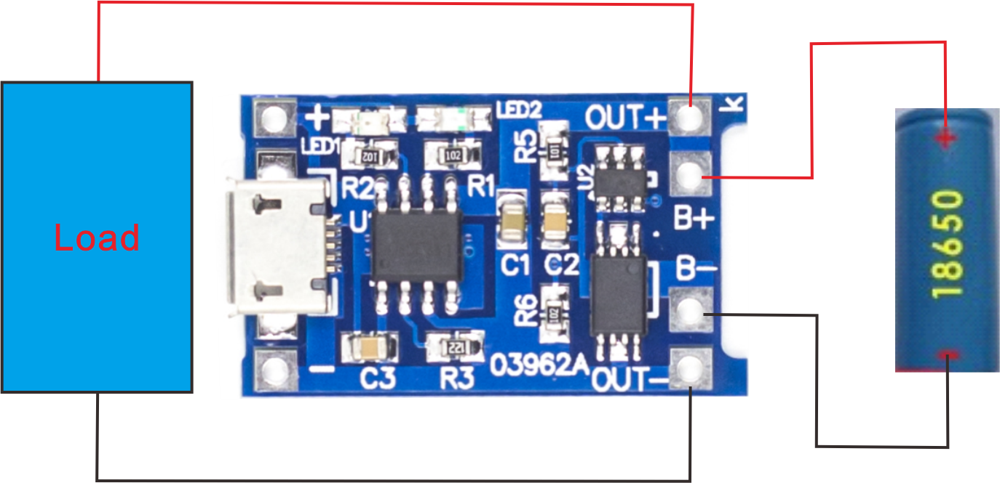 Load
+
LED1
LED2
OUT+
k
102
R2
102
R1
R5
101
U2
B+
U1
C1
C2
B-
R6
102
C3
122
R3
03962A
OUT-
-
+
18650
-